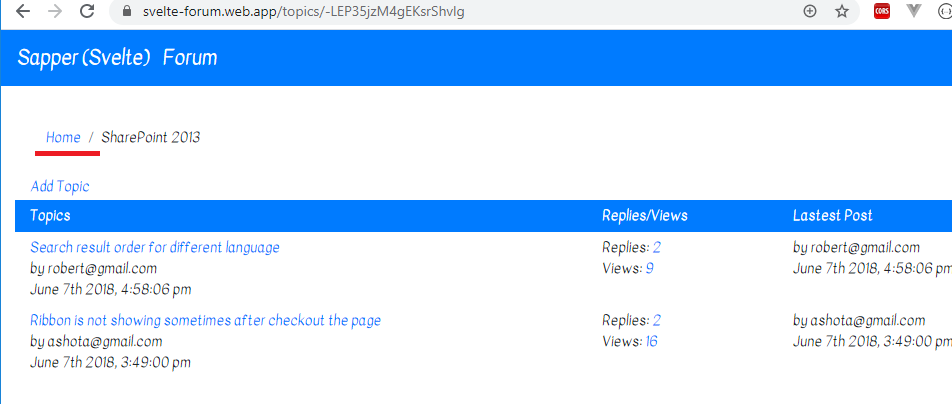 svelte-forum.web.app/topics/-LEP35jzM4gEKsrShvIg
CORS
Sapper (Svelte) Forum
Home / SharePoint 2013
Add Topic
Topics Replies/Views Lastest Post
Search result order for different language Replies: 2 by robert@gmail.com
by robert@gmail.com Views: 9 June 7th 2018, 4:58:06 pm
June 7th 2018, 4:58:06 pm
Ribbon is not showing sometimes after checkout the page Replies: 2 by ashota@gmail.com
by ashota@gmail.com Views: 16 June 7th 2018, 3:49:00 pm
June 7th 2018, 3:49:00 pm